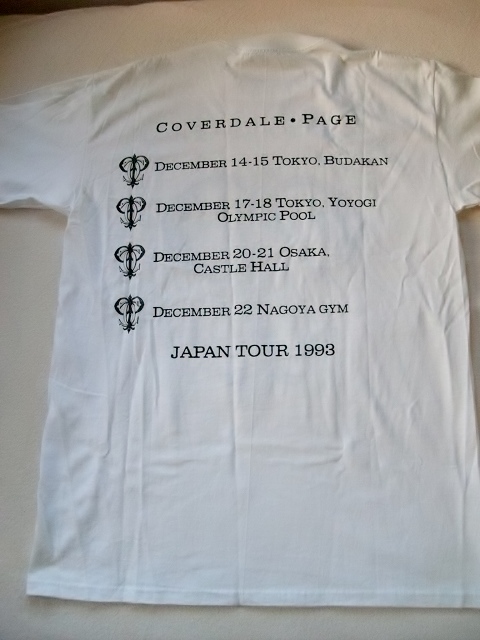 COVERDALE • PAGE
DECEMBER 14-15 TOKYO, BUDAKAN
DECEMBER 17-18 TOKYO, YOYOGI
OLYMPIC POOL
DECEMBER 20-21 OSAKA,
CASTLE HALL
DECEMBER 22 NAGOYA GYM
JAPAN TOUR 1993